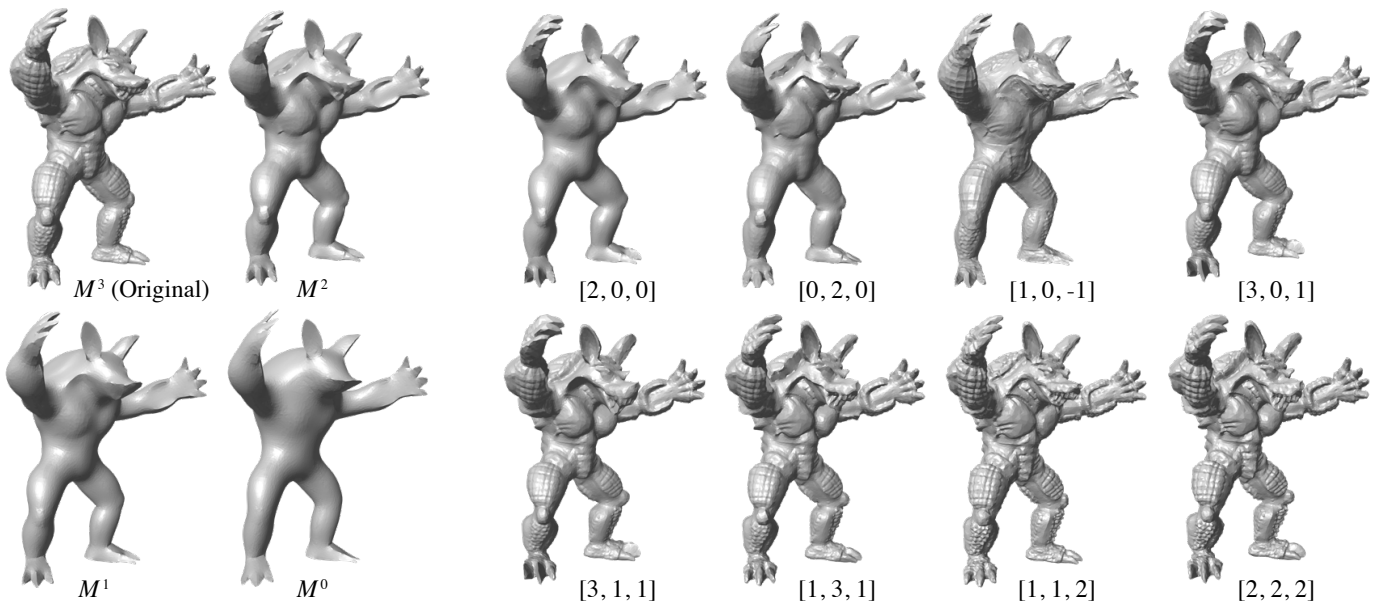 M³ (Original) M² [2, 0, 0] [0, 2, 0] [1, 0, -1] [3, 0, 1]
M¹ M⁰ [3, 1, 1] [1, 3, 1] [1, 1, 2] [2, 2, 2]